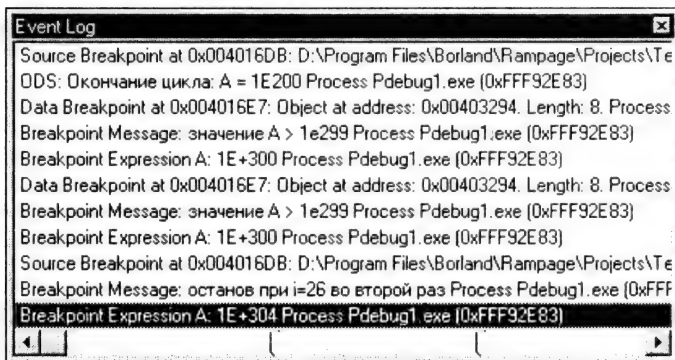 Event Log
Source Breakpoint at 0x004016DB: D:\Program Files\Borland\Rampage\Projects\Te
ODS: Окончание цикла: A = 1E200 Process Pdebug1.exe (0xFFF92E83)
Data Breakpoint at 0x004016E7: Object at address: 0x00403294. Length: 8. Process
Breakpoint Message: значение A > 1e299 Process Pdebug1.exe (0xFFF92E83)
Breakpoint Expression A: 1E+300 Process Pdebug1.exe (0xFFF92E83)
Data Breakpoint at 0x004016E7: Object at address: 0x00403294. Length: 8. Process
Breakpoint Message: значение A > 1e299 Process Pdebug1.exe (0xFFF92E83)
Breakpoint Expression A: 1E+300 Process Pdebug1.exe (0xFFF92E83)
Source Breakpoint at 0x004016DB: D:\Program Files\Borland\Rampage\Projects\Te
Breakpoint Message: останов при i=26 во второй раз Process Pdebug1.exe (0xFFF
Breakpoint Expression A: 1E+304 Process Pdebug1.exe (0xFFF92E83)